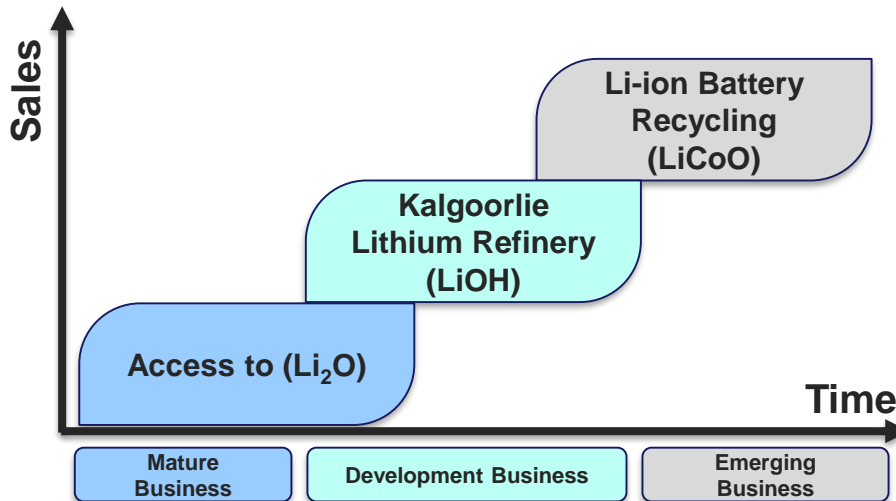 Sales
Li-ion Battery
Recycling
(LiCoO)
Kalgoorlie
Lithium Refinery
(LiOH)
Access to (Li₂O)
Time
Mature
Business
Development Business
Emerging
Business